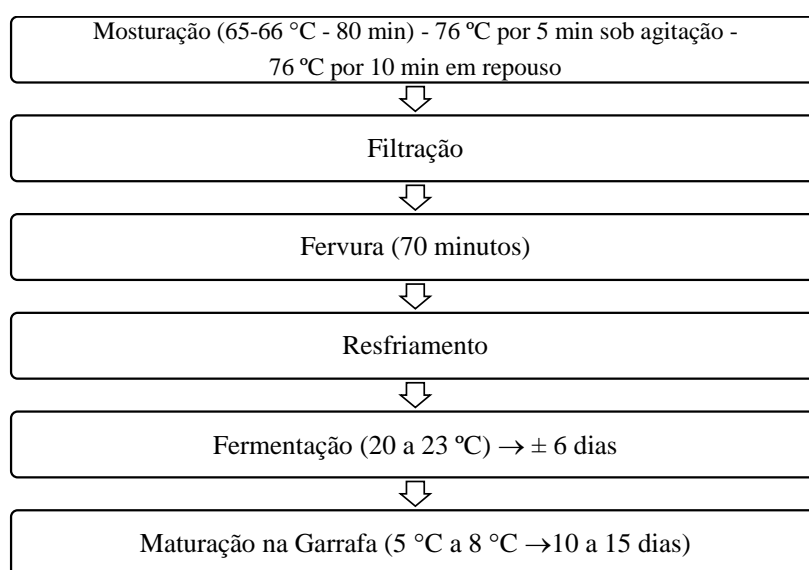 Mosturação (65-66 °C - 80 min) - 76 ºC por 5 min sob agitação -
76 ºC por 10 min em repouso
Filtração
Fervura (70 minutos)
Resfriamento
Fermentação (20 a 23 ºC) → ± 6 dias
Maturação na Garrafa (5 °C a 8 °C →10 a 15 dias)